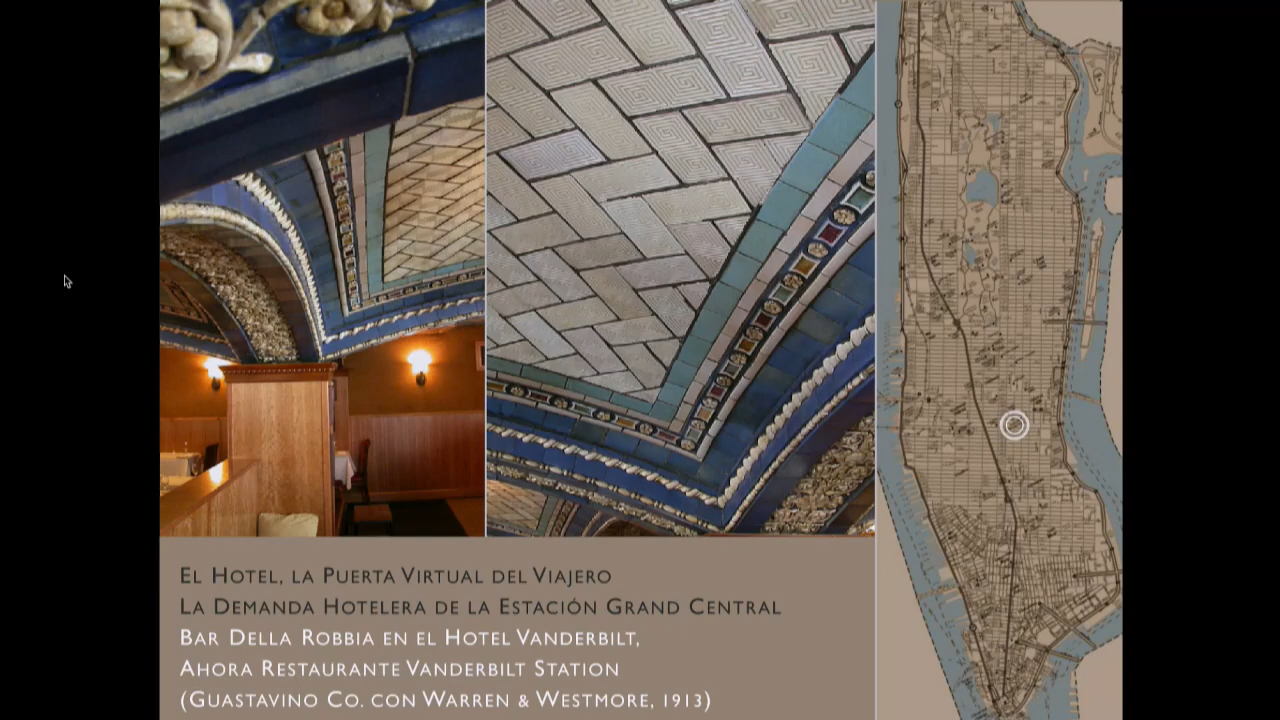 El Hotel, la Puerta Virtual del Viajero
La Demanda Hotelera de la Estación Grand Central
Bar Della Robbia en el Hotel Vanderbilt,
Ahora Restaurante Vanderbilt Station
(Guastavino Co. con Warren & Westmore, 1913)